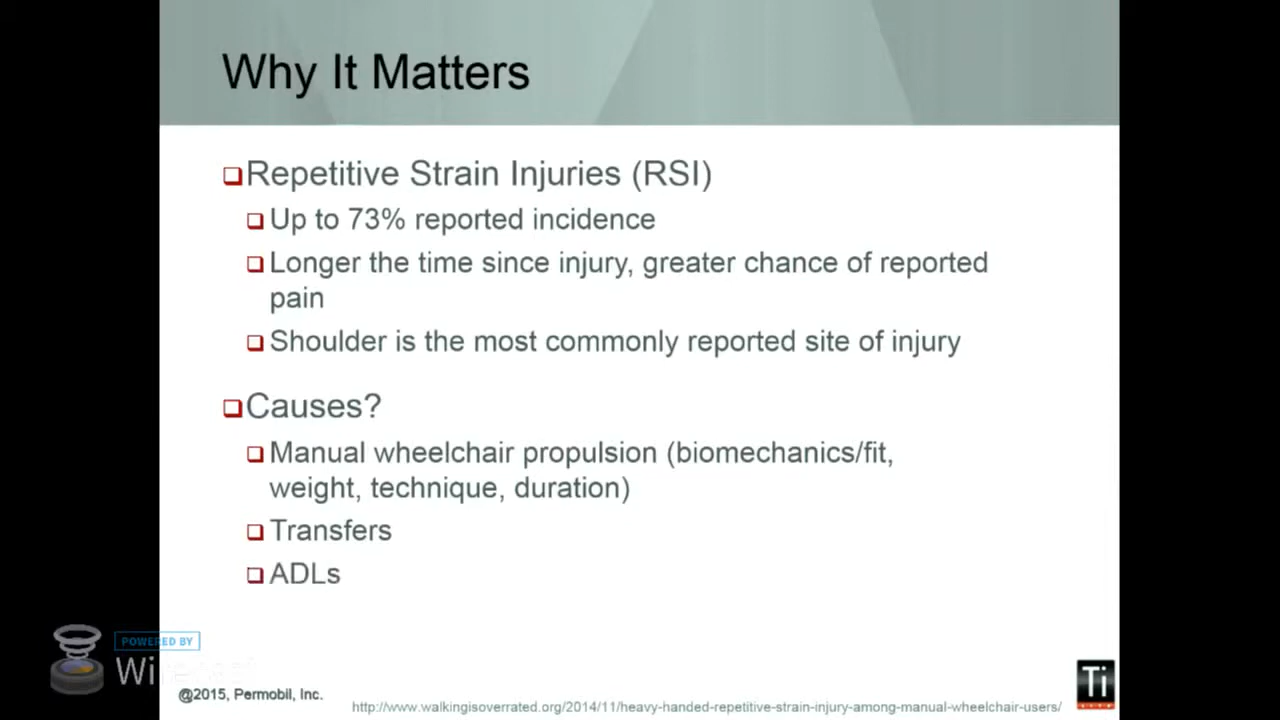 Why It Matters
Repetitive Strain Injuries (RSI)
Up to 73% reported incidence
Longer the time since injury, greater chance of reported
pain
Shoulder is the most commonly reported site of injury
Causes?
Manual wheelchair propulsion (biomechanics/fit,
weight, technique, duration)
Transfers
ADLs
POWERED BY
@2015, Permobil, Inc.
http://www.walkingisoverrated.org/2014/11/heavy-handed-repetitive-strain-injury-among-manual-wheelchair-users/
Ti
LITE